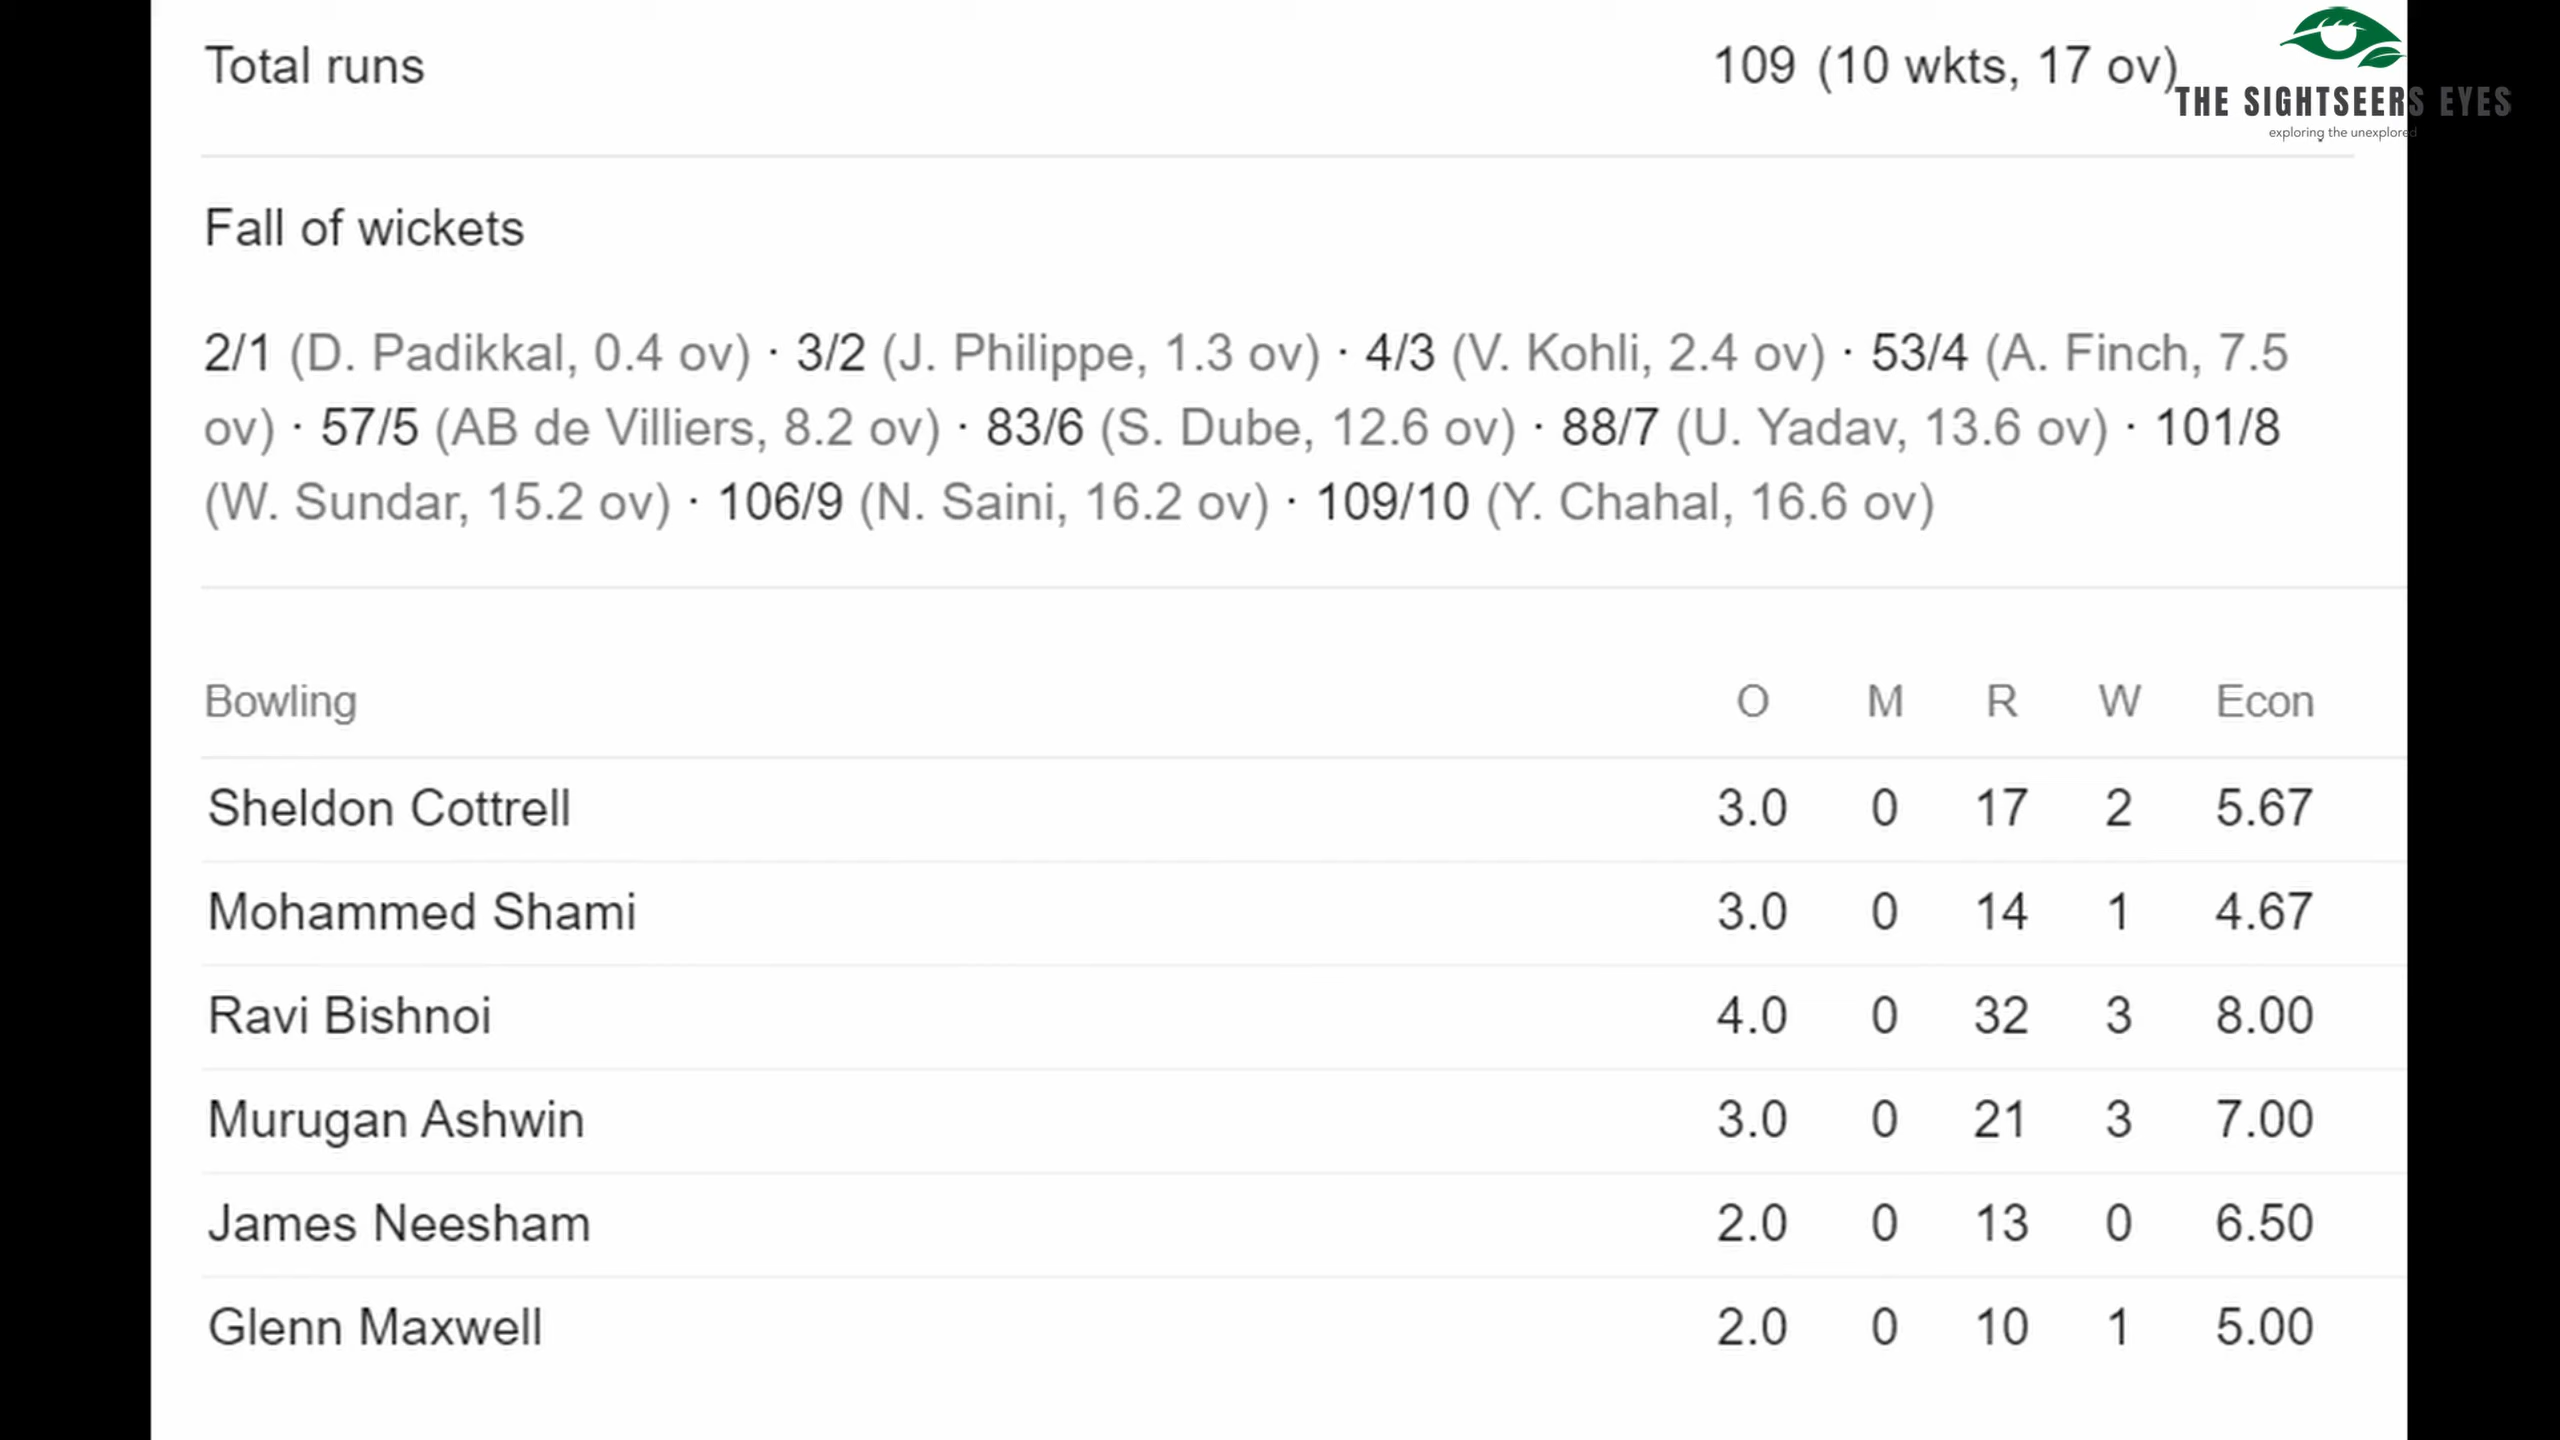 Total runs 109 (10 wkts, 17 ov)
THE SIGHTSEERS EYES
exploring the unexplored
Fall of wickets
2/1 (D. Padikkal, 0.4 ov) · 3/2 (J. Philippe, 1.3 ov) · 4/3 (V. Kohli, 2.4 ov) · 53/4 (A. Finch, 7.5
ov) · 57/5 (AB de Villiers, 8.2 ov) · 83/6 (S. Dube, 12.6 ov) · 88/7 (U. Yadav, 13.6 ov) · 101/8
(W. Sundar, 15.2 ov) · 106/9 (N. Saini, 16.2 ov) · 109/10 (Y. Chahal, 16.6 ov)
Bowling O M R W Econ
Sheldon Cottrell 3.0 0 17 2 5.67
Mohammed Shami 3.0 0 14 1 4.67
Ravi Bishnoi 4.0 0 32 3 8.00
Murugan Ashwin 3.0 0 21 3 7.00
James Neesham 2.0 0 13 0 6.50
Glenn Maxwell 2.0 0 10 1 5.00